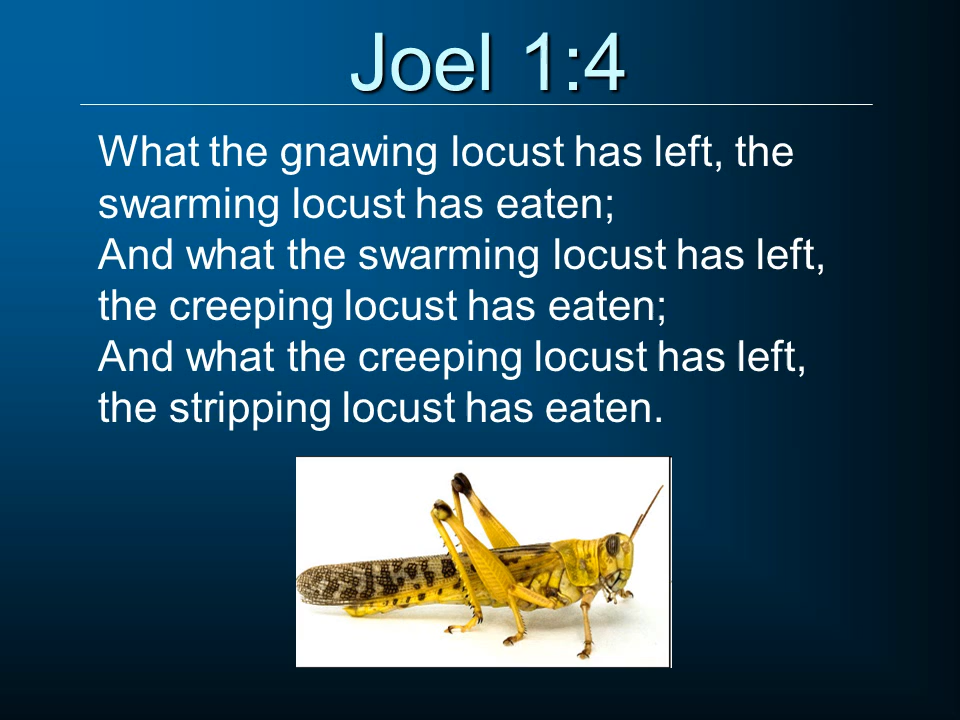 Joel 1:4
What the gnawing locust has left, the
swarming locust has eaten;
And what the swarming locust has left,
the creeping locust has eaten;
And what the creeping locust has left,
the stripping locust has eaten.